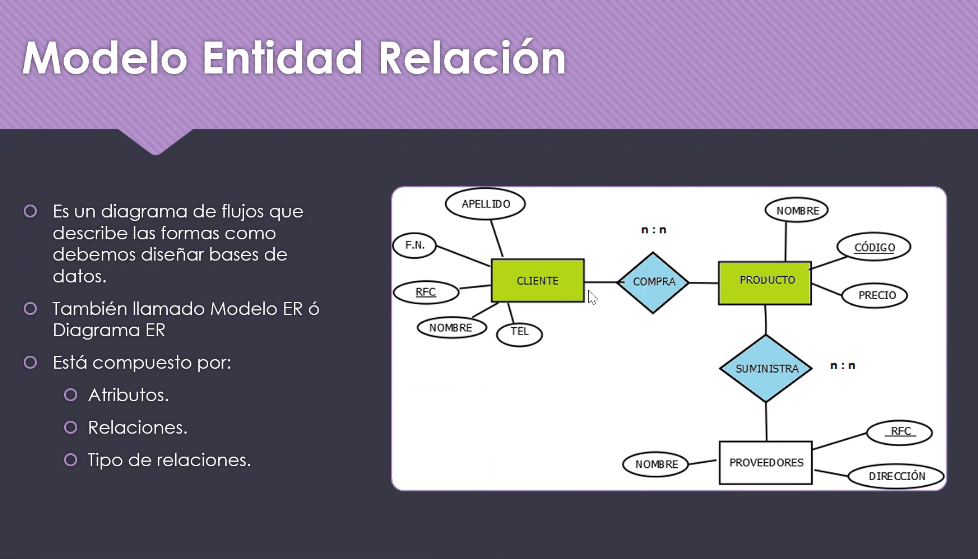 Modelo Entidad Relación
Es un diagrama de flujos que
describe las formas como
debemos diseñar bases de
datos.
También llamado Modelo ER ó
Diagrama ER
Está compuesto por:
Atributos.
Relaciones.
Tipo de relaciones.
APELLIDO
F.N.
RFC
NOMBRE
TEL
CLIENTE
n:n
COMPRA
NOMBRE
CÓDIGO
PRECIO
PRODUCTO
SUMINISTRA
n:n
NOMBRE
PROVEEDORES
RFC
DIRECCIÓN